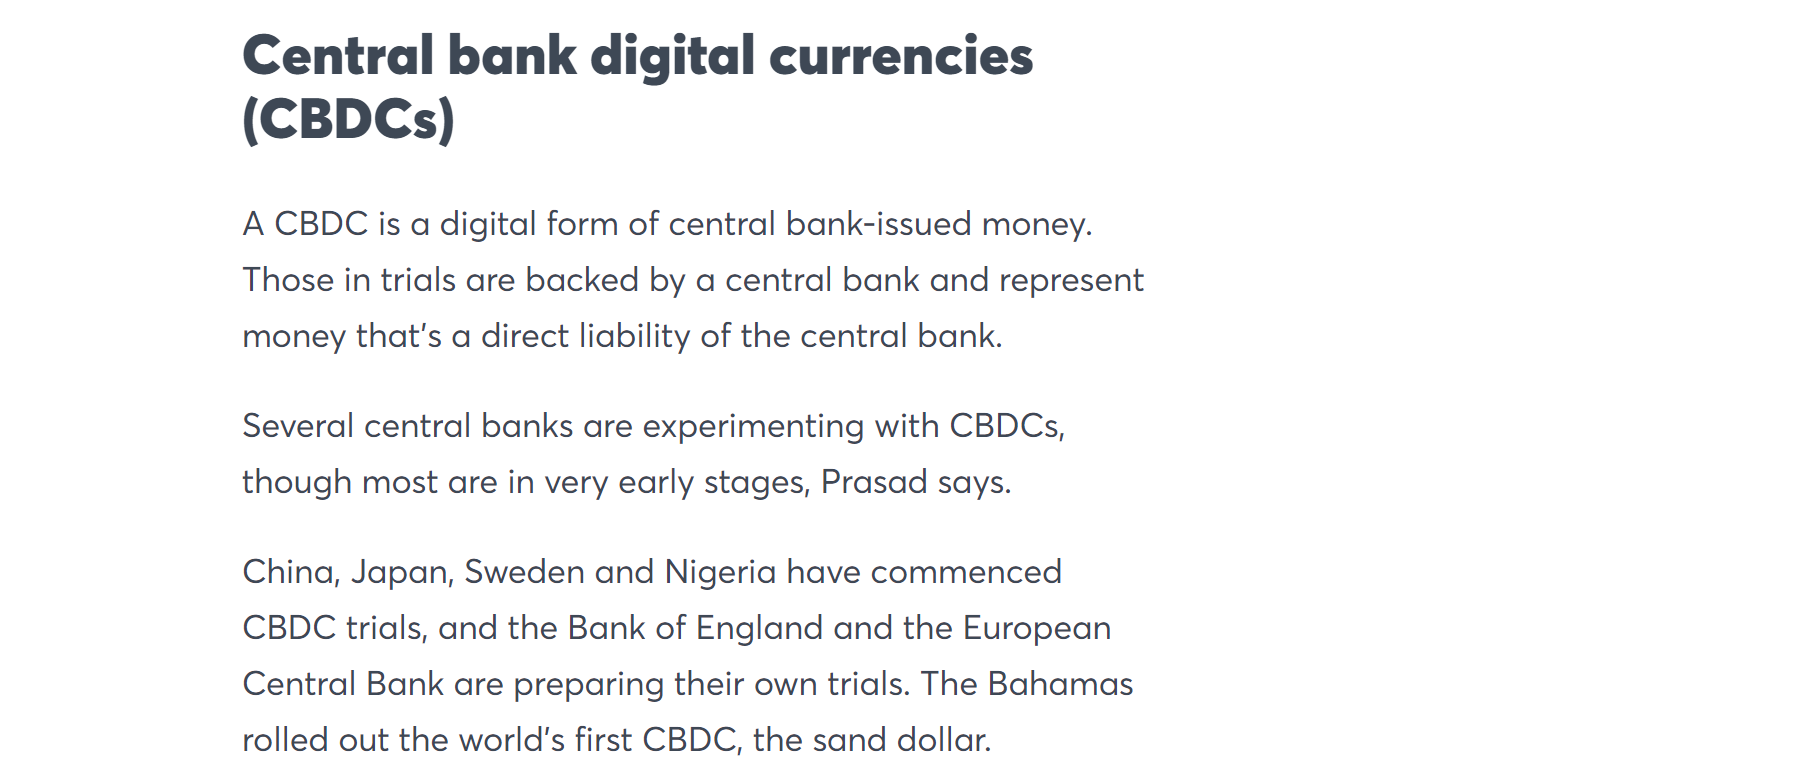 Central bank digital currencies
(CBDCs)
A CBDC is a digital form of central bank-issued money.
Those in trials are backed by a central bank and represent
money that’s a direct liability of the central bank.
Several central banks are experimenting with CBDCs,
though most are in very early stages, Prasad says.
China, Japan, Sweden and Nigeria have commenced
CBDC trials, and the Bank of England and the European
Central Bank are preparing their own trials. The Bahamas
rolled out the world’s first CBDC, the sand dollar.